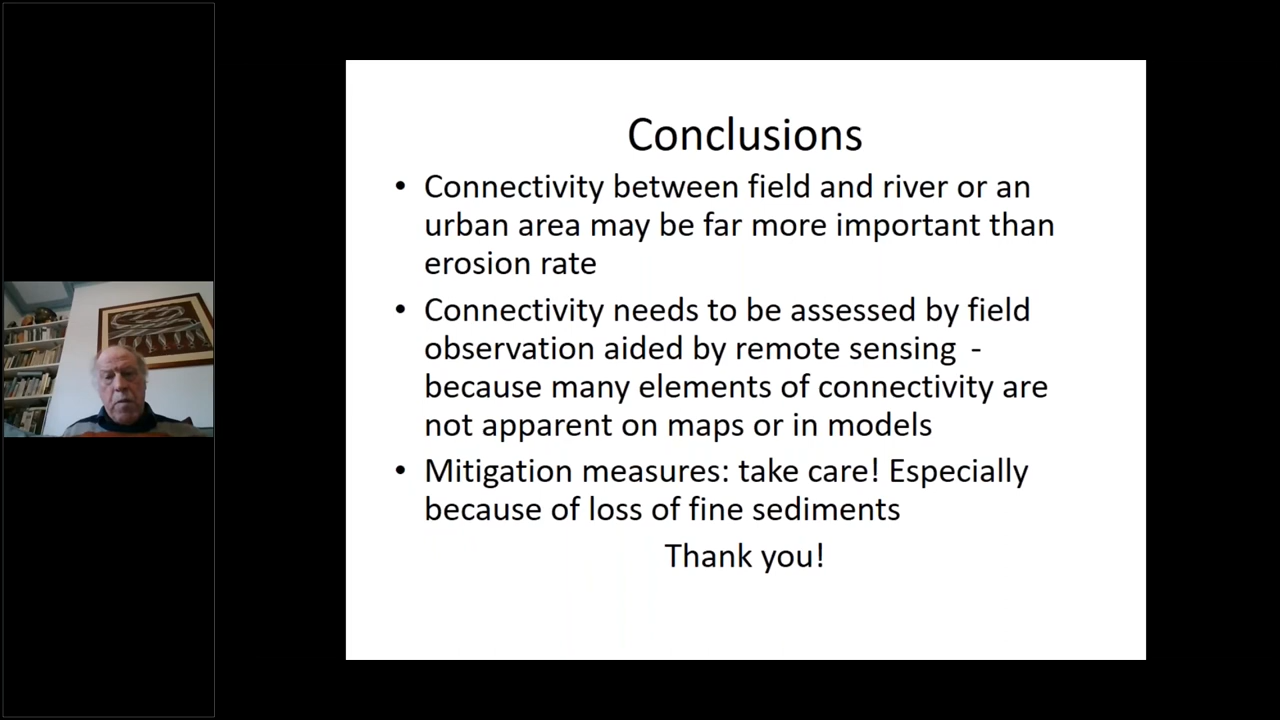 Conclusions
• Connectivity between field and river or an
urban area may be far more important than
erosion rate
• Connectivity needs to be assessed by field
observation aided by remote sensing  -
because many elements of connectivity are
not apparent on maps or in models
• Mitigation measures: take care! Especially
because of loss of fine sediments
Thank you!